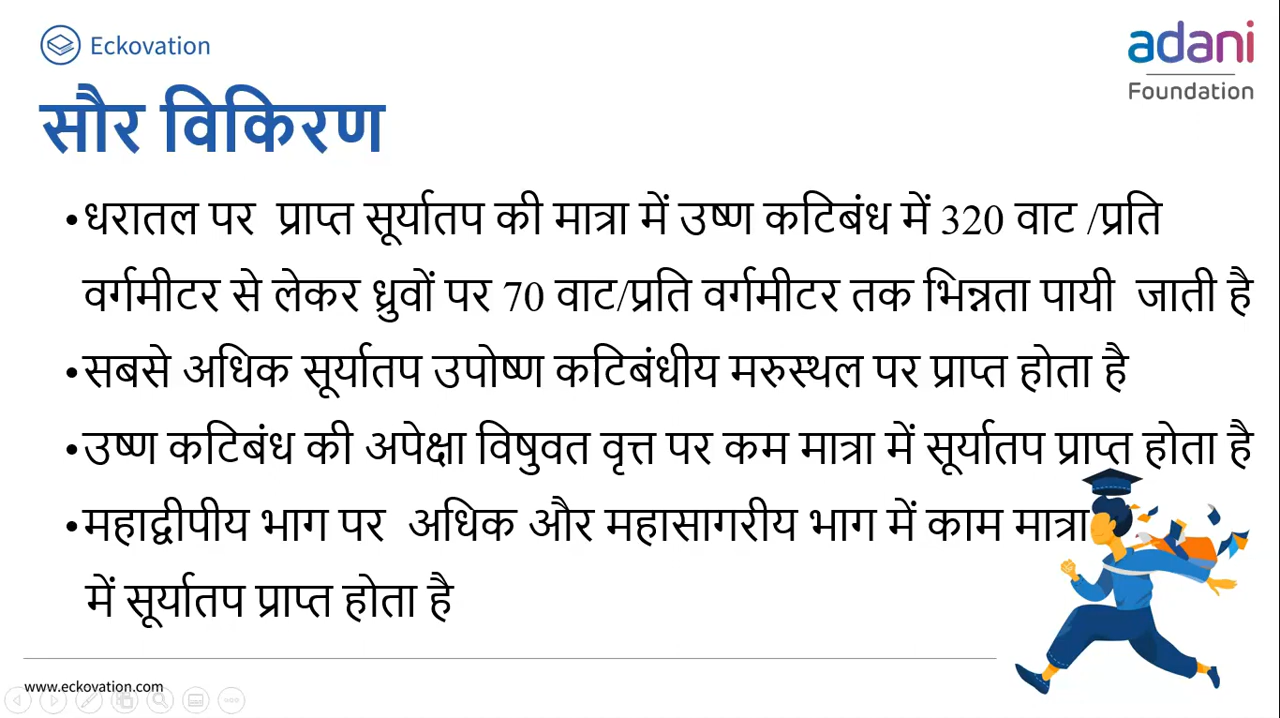 Eckovation
adani
Foundation
सौर विकिरण
•धरातल पर प्राप्त सूर्यातप की मात्रा में उष्ण कटिबंध में 320 वाट /प्रति
वर्गमीटर से लेकर ध्रुवों पर 70 वाट/प्रति वर्गमीटर तक भिन्नता पायी जाती है
•सबसे अधिक सूर्यातप उपोष्ण कटिबंधीय मरुस्थल पर प्राप्त होता है
•उष्ण कटिबंध की अपेक्षा विषुवत वृत्त पर कम मात्रा में सूर्यातप प्राप्त होता है
•महाद्वीपीय भाग पर अधिक और महासागरीय भाग में काम मात्रा
में सूर्यातप प्राप्त होता है
www.eckovation.com